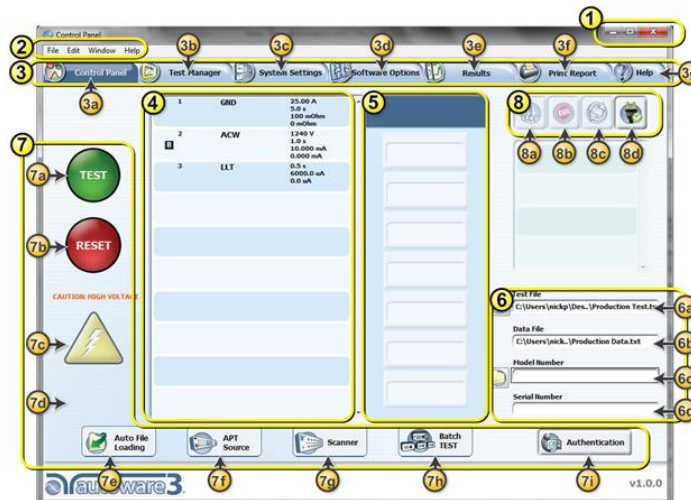 Control Panel
1
2
File Edit Window Help
3b 3c 3d 3e 3f
3 Control Panel Test Manager System Settings Software Options Results Print Report Help
3a
4 5 8
1 GND 25.00 A
5.0 s
100 mOhm
0 mOhm
2 ACW 1240 V
B 1.0 s
10.000 mA
0.000 mA
3 LLT 0.5 s
6000.0 uA
0.0 uA
8a 8b 8c 8d
7
7a TEST
7b RESET
CAUTION: HIGH VOLTAGE
7c
7d
6
Test File
C:\Users\nickp\Des..\Production Test.ts
6a
Data File
C:\Users\nick..\Production Data.txt
6b
Model Number
6c
Serial Number
Auto File Loading
APT Source
Scanner
Batch TEST
Authentication
7e 7f 7g 7h 7i
autoware3.
v1.0.0